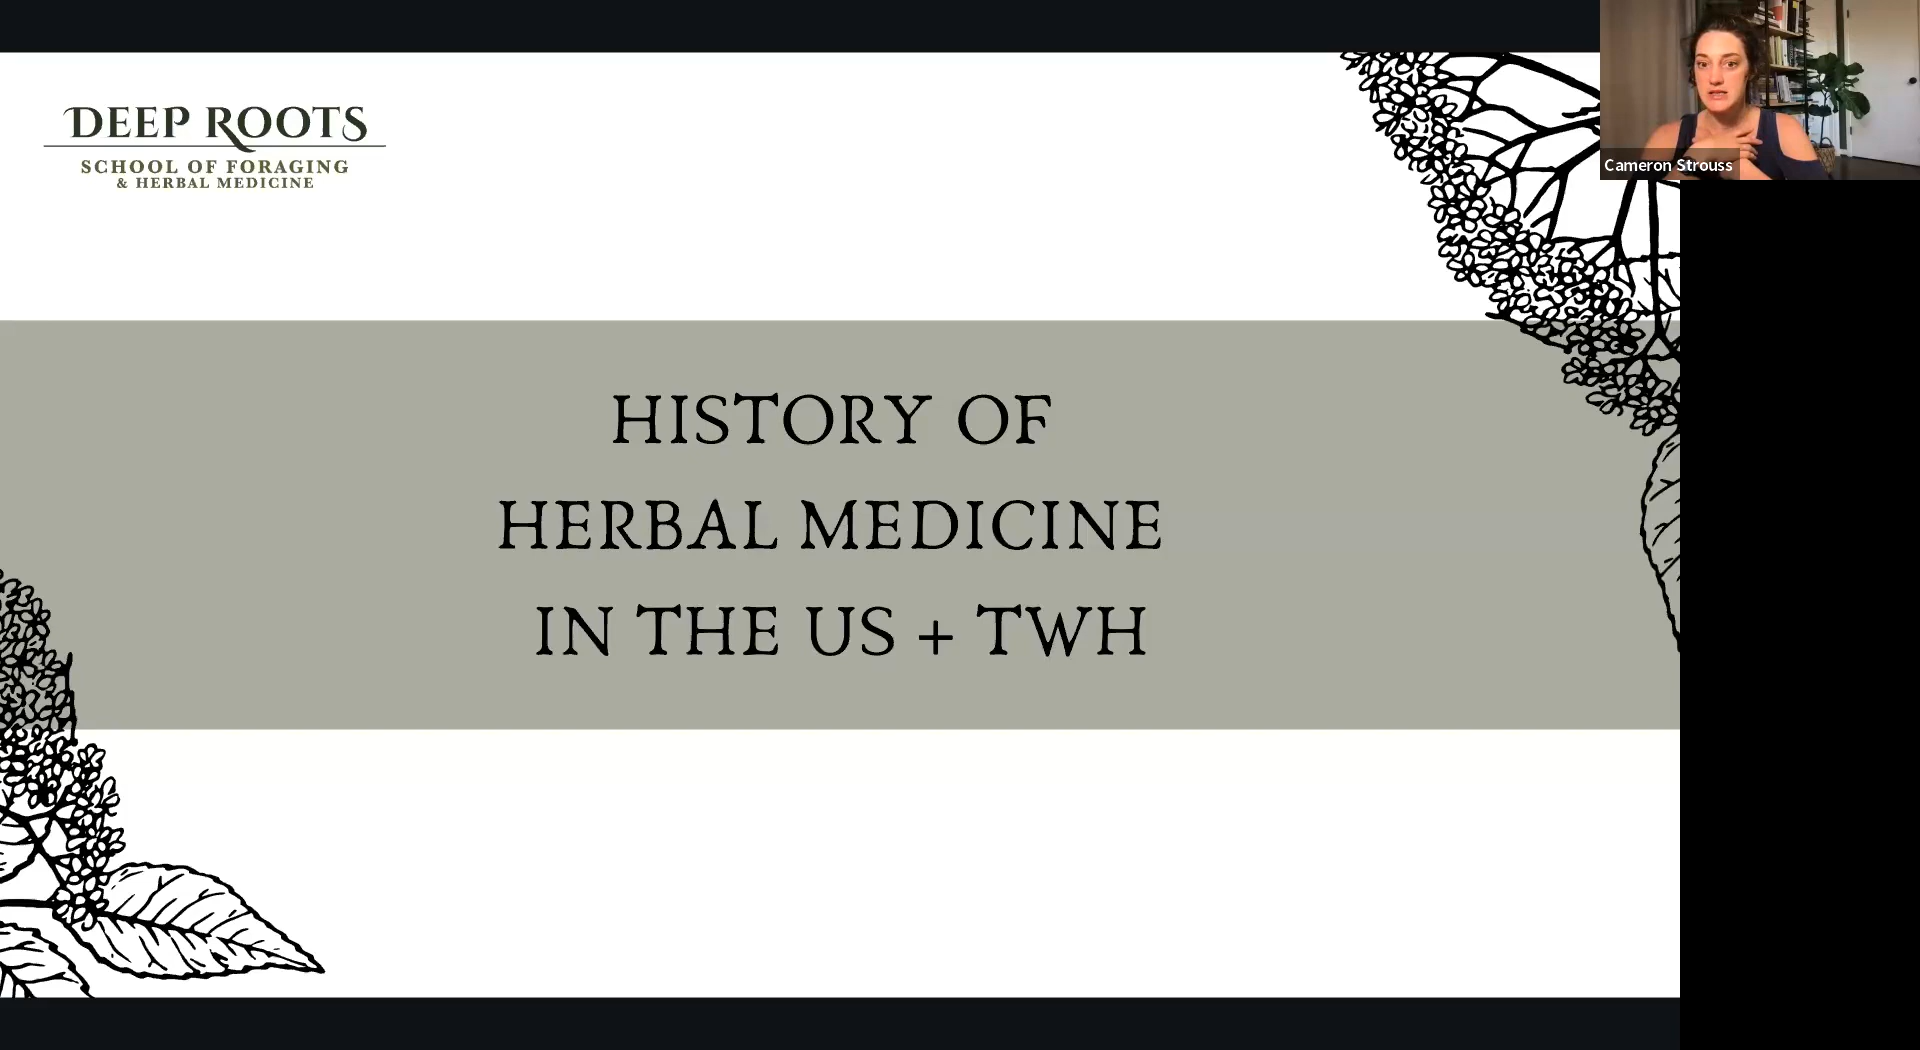 DEEP ROOTS
SCHOOL OF FORAGING
& HERBAL MEDICINE
Cameron Strouss
HISTORY OF
HERBAL MEDICINE
IN THE US + TWH